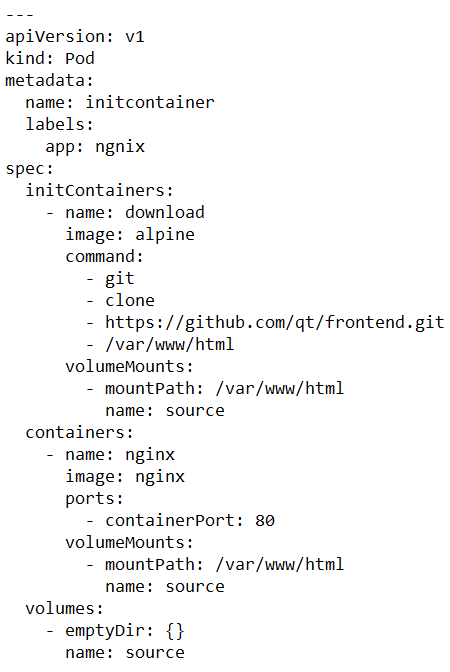 ---
apiVersion: v1
kind: Pod
metadata:
  name: initcontainer
  labels:
    app: ngnix
spec:
  initContainers:
    - name: download
      image: alpine
      command:
        - git
        - clone
        - https://github.com/qt/frontend.git
        - /var/www/html
      volumeMounts:
        - mountPath: /var/www/html
          name: source
  containers:
    - name: nginx
      image: nginx
      ports:
        - containerPort: 80
      volumeMounts:
        - mountPath: /var/www/html
          name: source
  volumes:
    - emptyDir: {}
      name: source